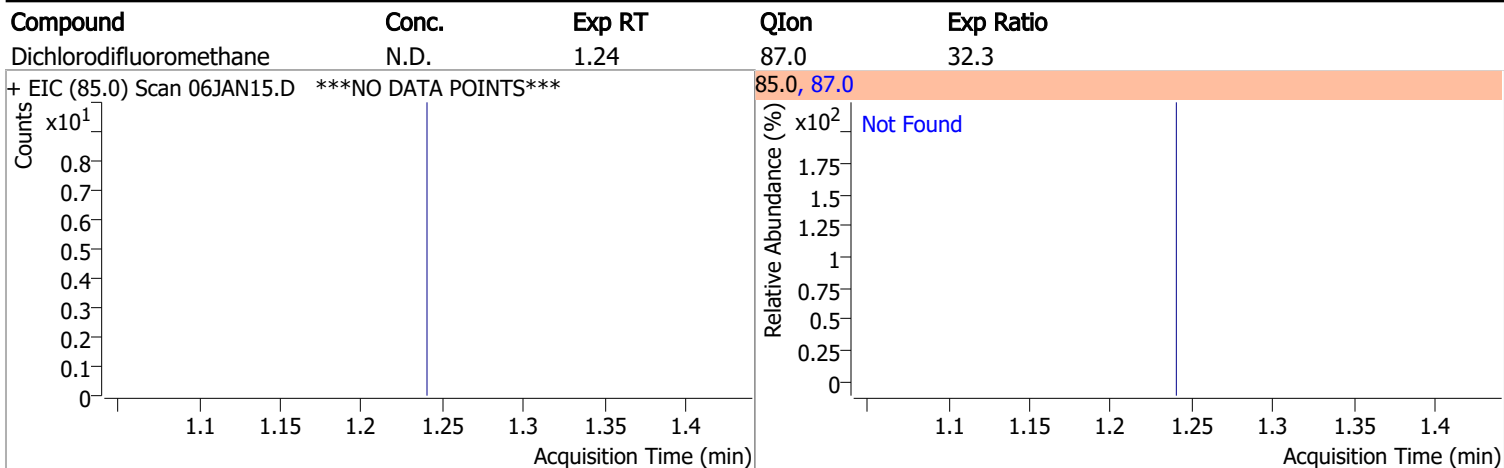 Compound Conc. Exp RT QIon Exp Ratio
Dichlorodifluoromethane N.D. 1.24 87.0 32.3
+ EIC (85.0) Scan 06JAN15.D ***NO DATA POINTS***
Counts
x10¹
0.8
0.7
0.6
0.5
0.4
0.3
0.2
0.1
0
1.1 1.15 1.2 1.25 1.3 1.35 1.4
Acquisition Time (min)
85.0, 87.0
Relative Abundance (%)
x10²
Not Found
1.75
1.5
1.25
1
0.75
0.5
0.25
0
1.1 1.15 1.2 1.25 1.3 1.35 1.4
Acquisition Time (min)